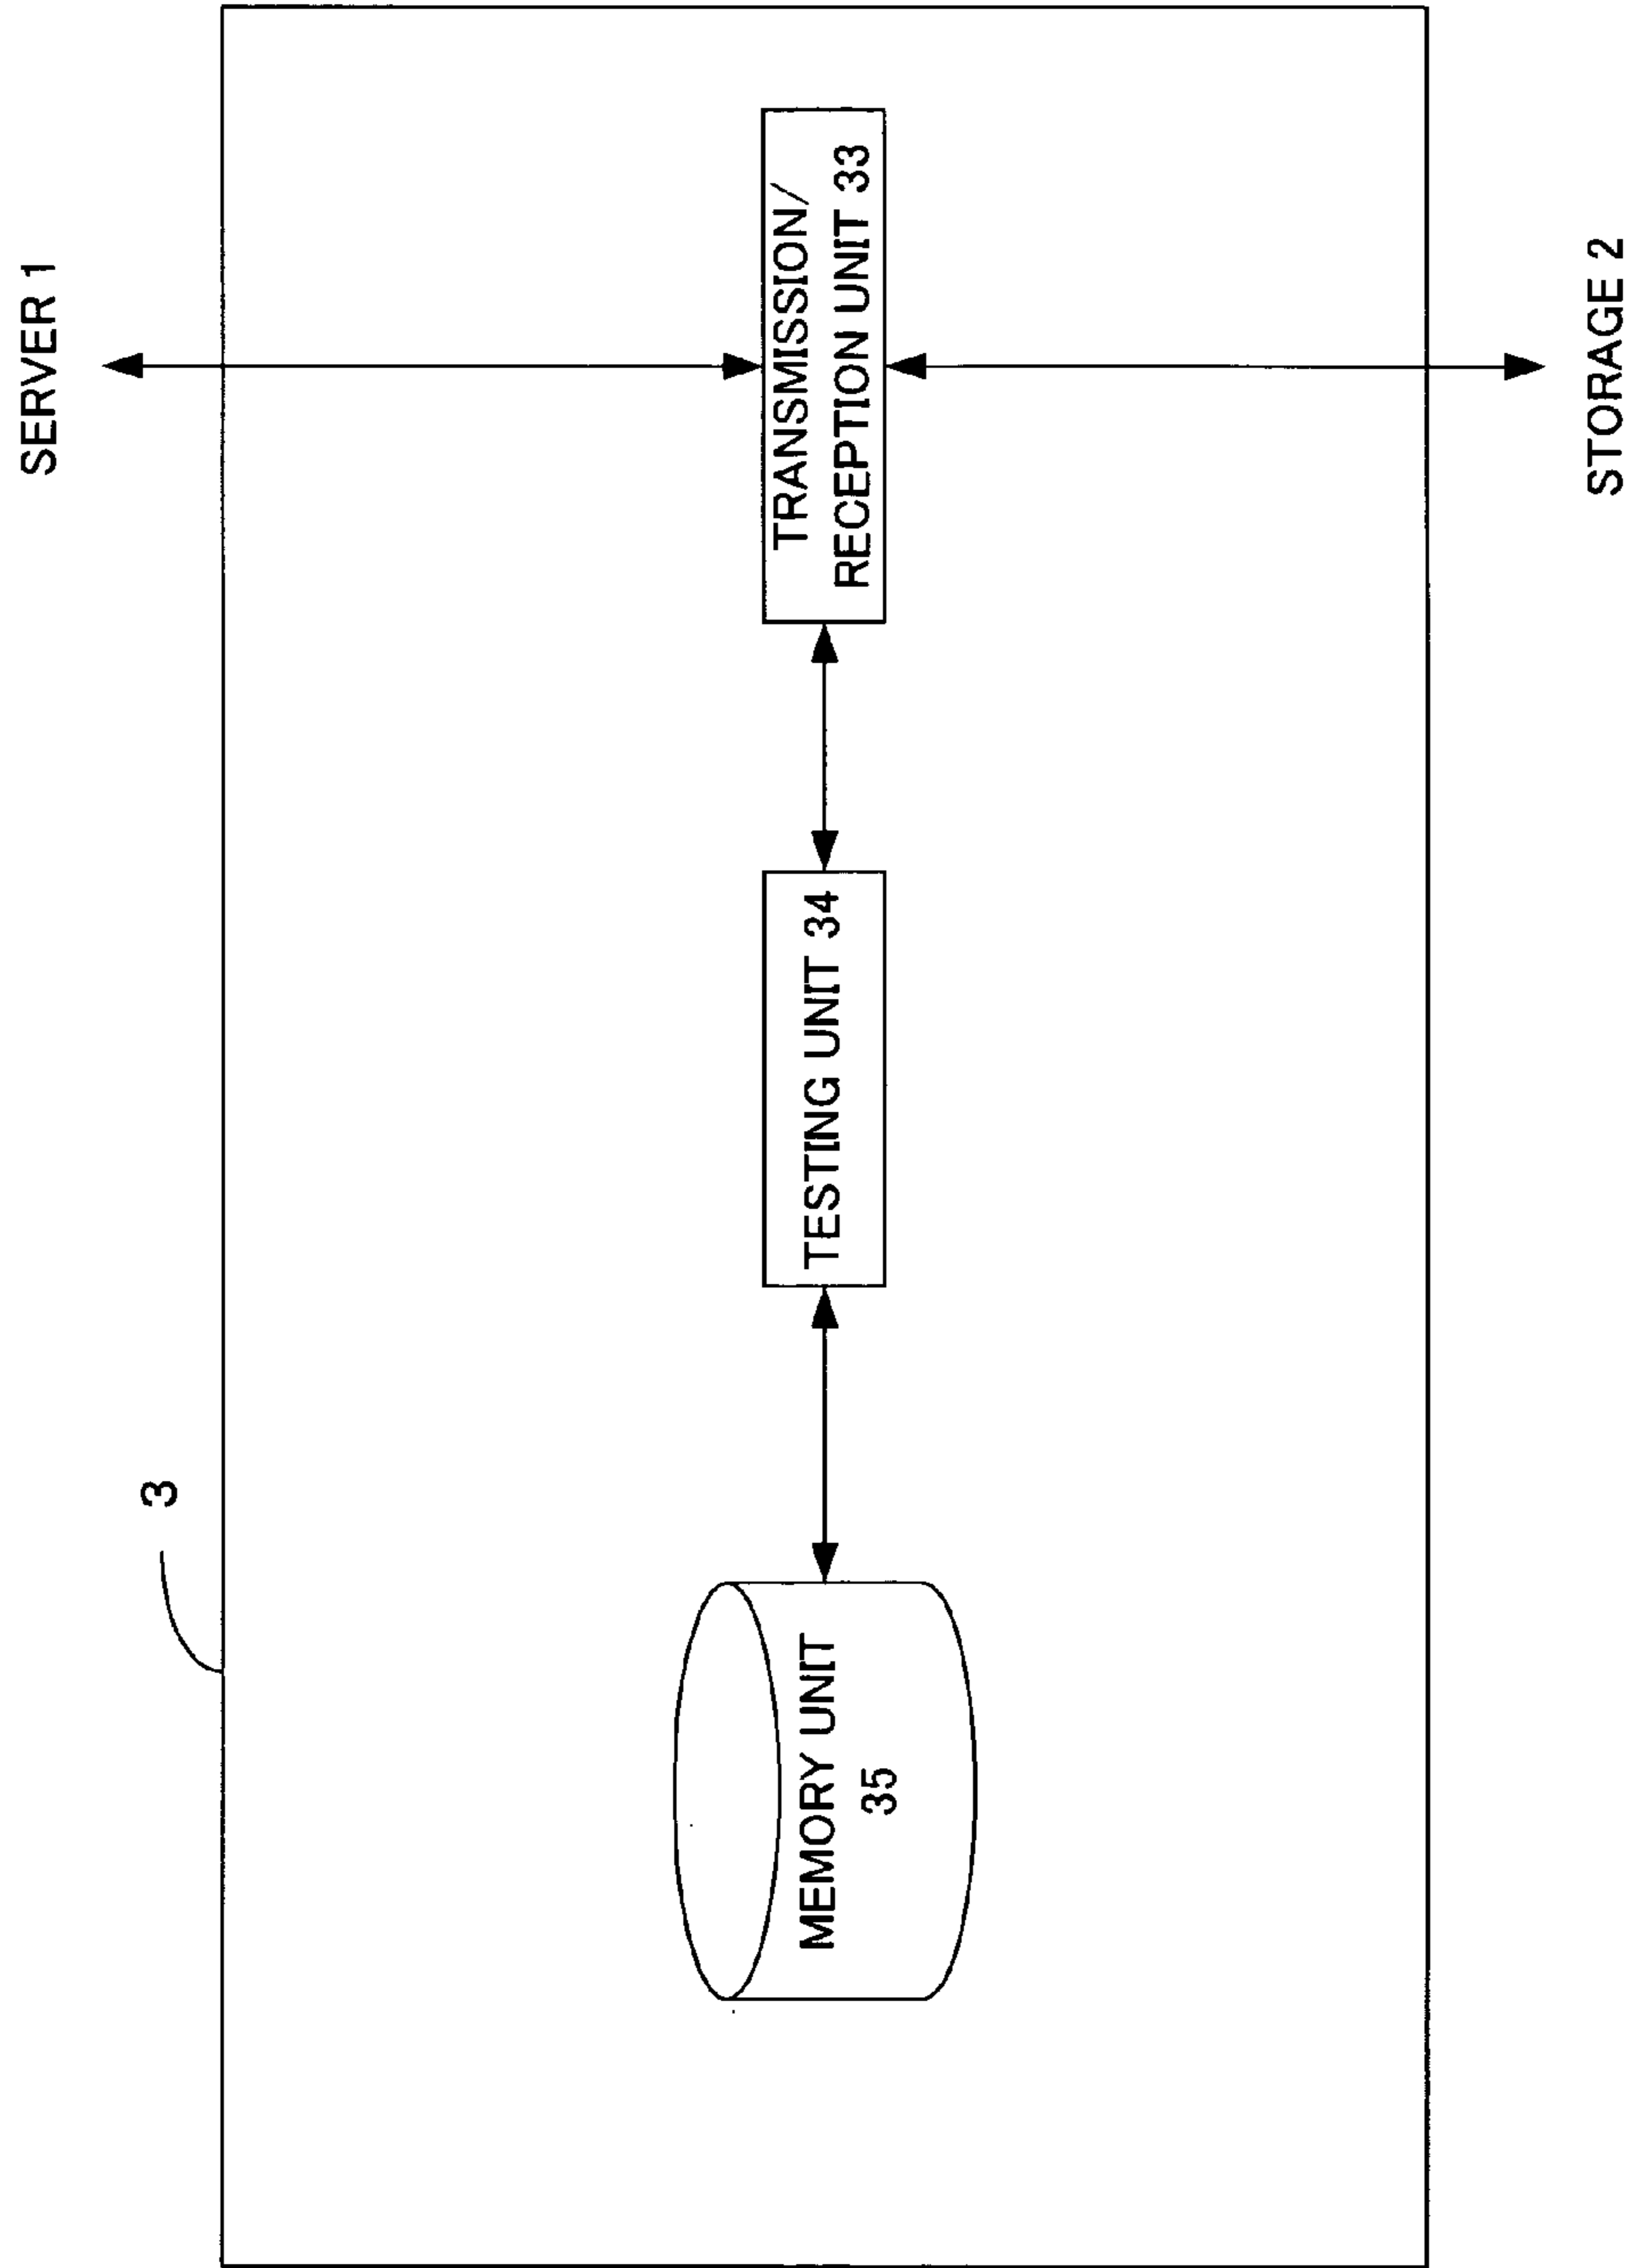 SERVER 1
3
MEMORY UNIT
35
TESTING UNIT 34
TRANSMISSION/
RECEPTION UNIT 33
STORAGE 2